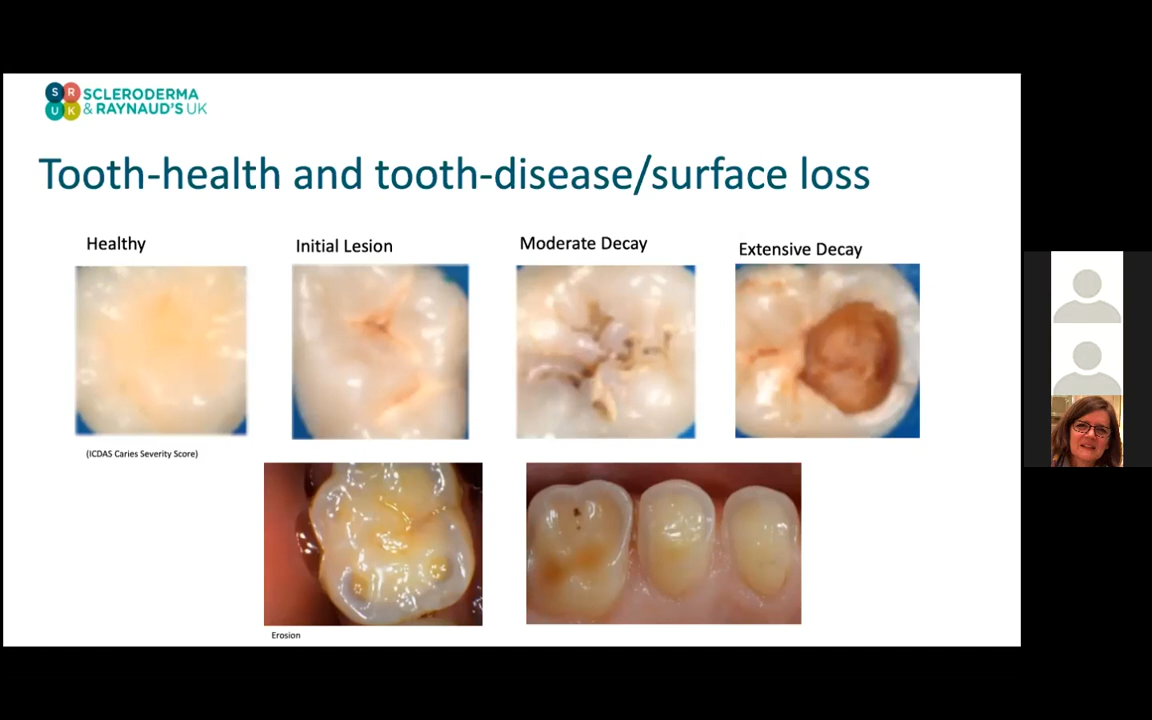 S R SCLERODERMA
U K & RAYNAUD'S UK
Tooth-health and tooth-disease/surface loss
Healthy
Initial Lesion
Moderate Decay
Extensive Decay
(ICDAS Caries Severity Score)
Erosion